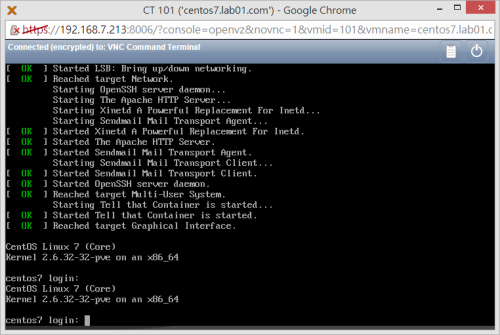 CT 101 ('centos7.lab01.com') - Google Chrome
https://192.168.7.213:8006/?console=openvz&novnc=1&vmid=101&vmname=centos7.lab01.c
Connected (encrypted) to: VNC Command Terminal
[  OK  ] Started LSB: Bring up/down networking.
[  OK  ] Reached target Network.
Starting OpenSSH server daemon...
Starting The Apache HTTP Server...
Starting Xinetd A Powerful Replacement For Inetd...
Starting Sendmail Mail Transport Agent...
[  OK  ] Started Xinetd A Powerful Replacement For Inetd.
[  OK  ] Started The Apache HTTP Server.
[  OK  ] Started Sendmail Mail Transport Agent.
Starting Sendmail Mail Transport Client...
[  OK  ] Started Sendmail Mail Transport Client.
[  OK  ] Started OpenSSH server daemon.
[  OK  ] Reached target Multi-User System.
Starting Tell that Container is started...
[  OK  ] Started Tell that Container is started.
[  OK  ] Reached target Graphical Interface.
CentOS Linux 7 (Core)
Kernel 2.6.32-32-pve on an x86_64
centos7 login:
CentOS Linux 7 (Core)
Kernel 2.6.32-32-pve on an x86_64
centos7 login: